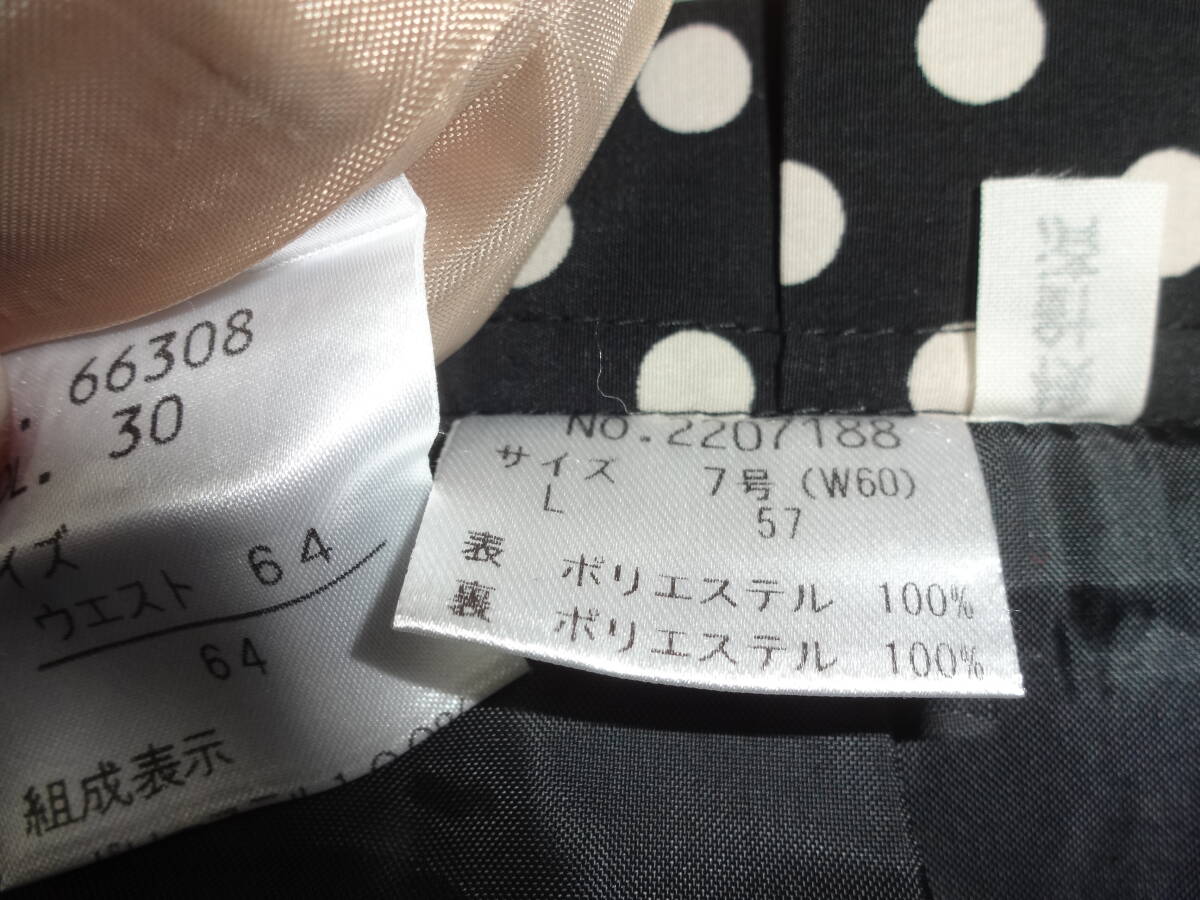 66308
30
イズ
ウエスト 64
64
組成表示
No.2207188
サイズ 7号(W60)
L 57
表 ポリエステル 100%
裏 ポリエステル 100%